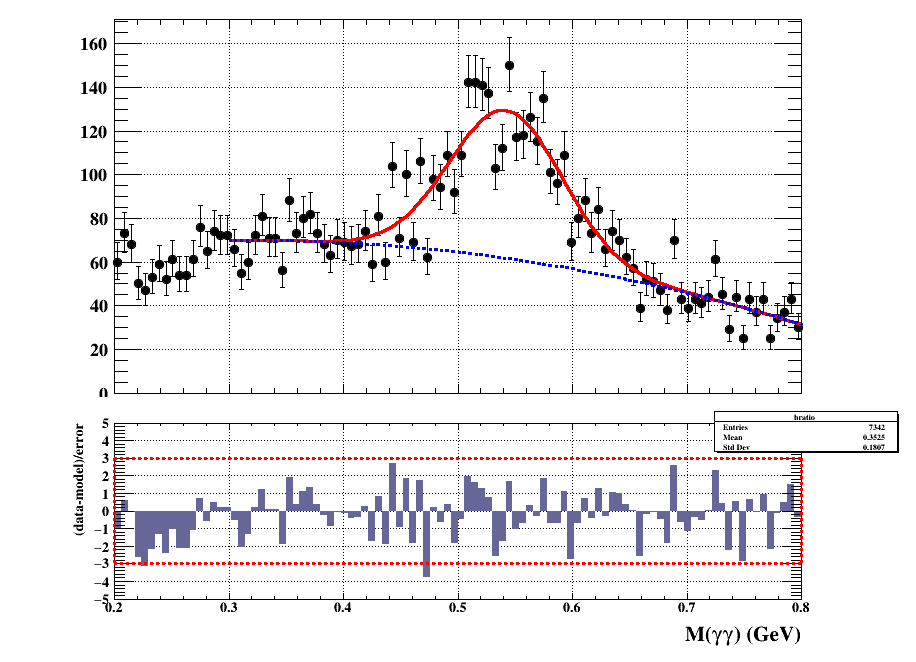 160
140
120
100
80
60
40
20
0
hratio
Entries 7342
Mean 0.3525
Std Dev 0.1807
(data-model)/error
5
4
3
2
1
0
−1
−2
−3
−4
−5
0.2 0.3 0.4 0.5 0.6 0.7 0.8
M(γγ) (GeV)